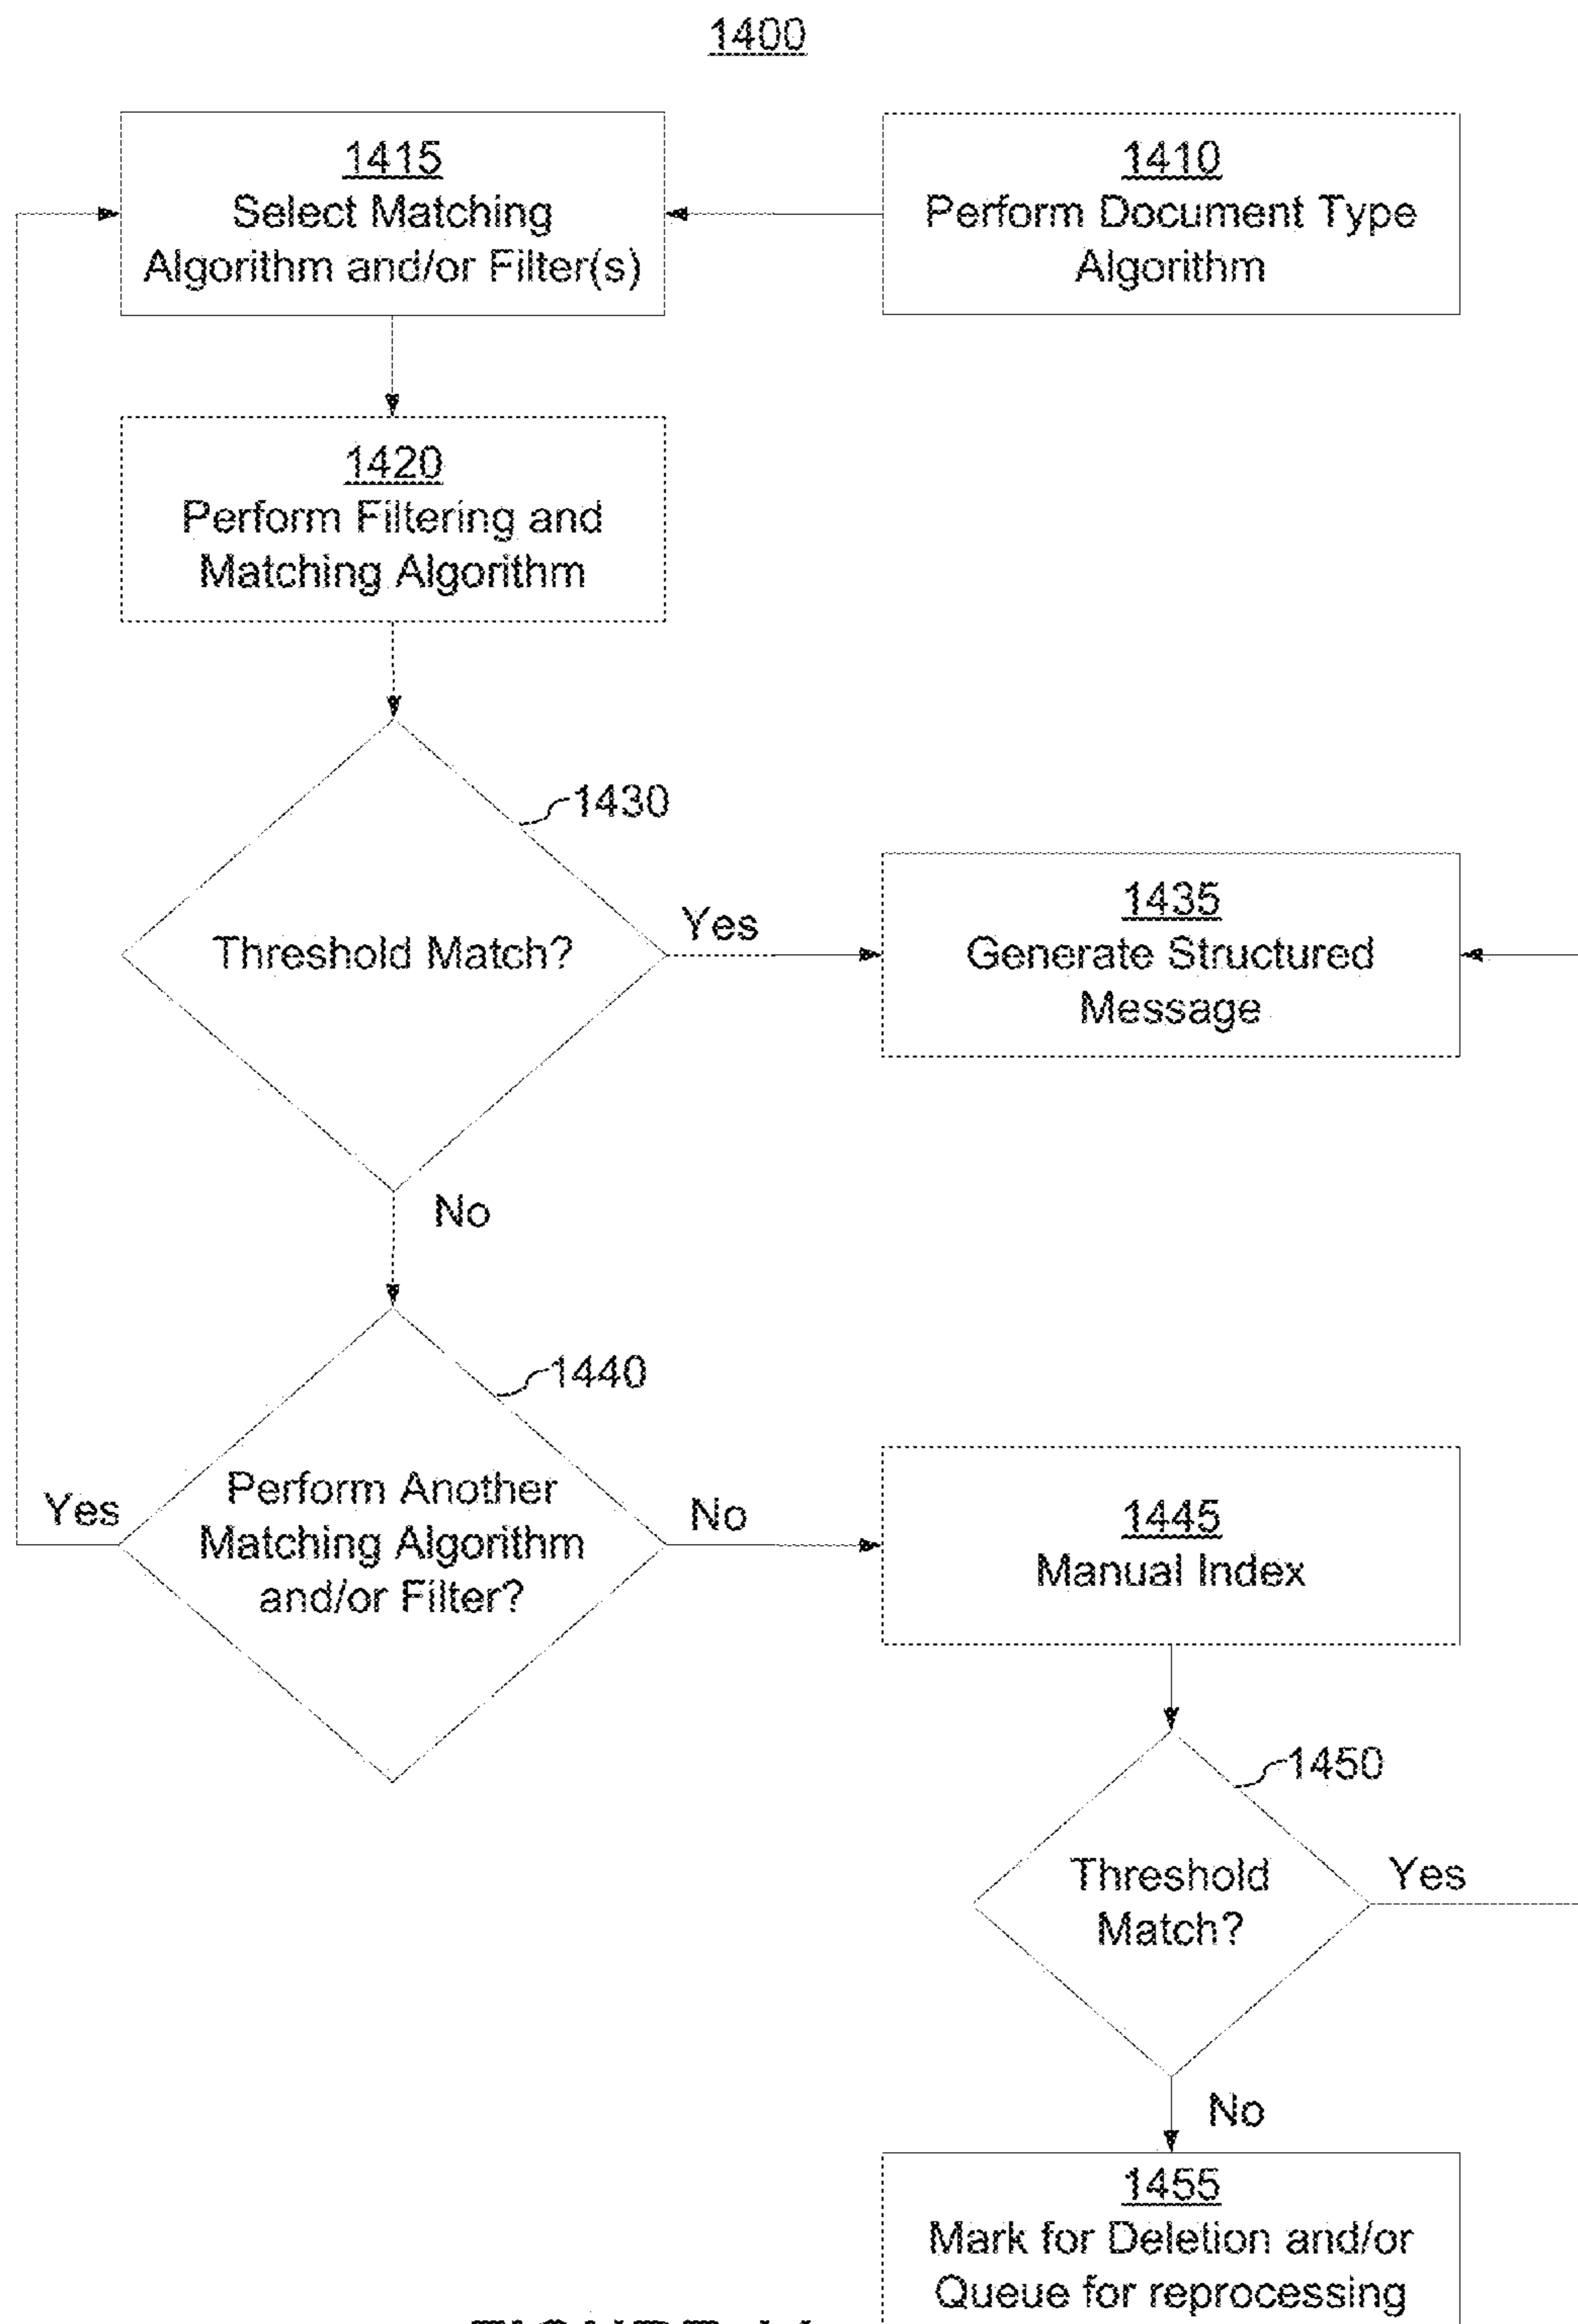 1400
1415
Select Matching
Algorithm and/or Filter(s)
1410
Perform Document Type
Algorithm
1420
Perform Filtering and
Matching Algorithm
1430
Threshold Match?
Yes
1435
Generate Structured
Message
No
1440
Perform Another
Matching Algorithm
and/or Filter?
Yes
No
1445
Manual Index
1450
Threshold
Match?
Yes
No
1455
Mark for Deletion and/or
Queue for reprocessing